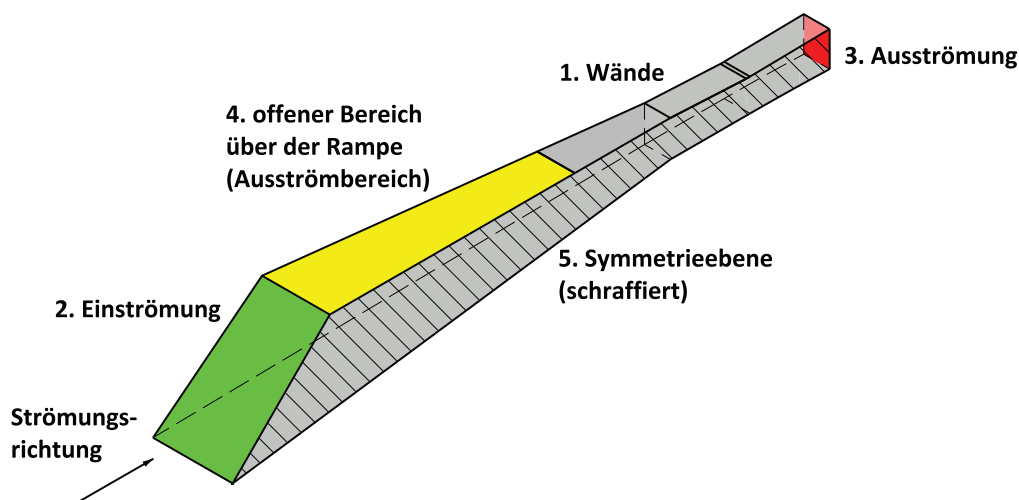 3. Ausströmung
1. Wände
4. offener Bereich
über der Rampe
(Ausströmbereich)
5. Symmetrieebene
(schraffiert)
2. Einströmung
Strömungs-
richtung